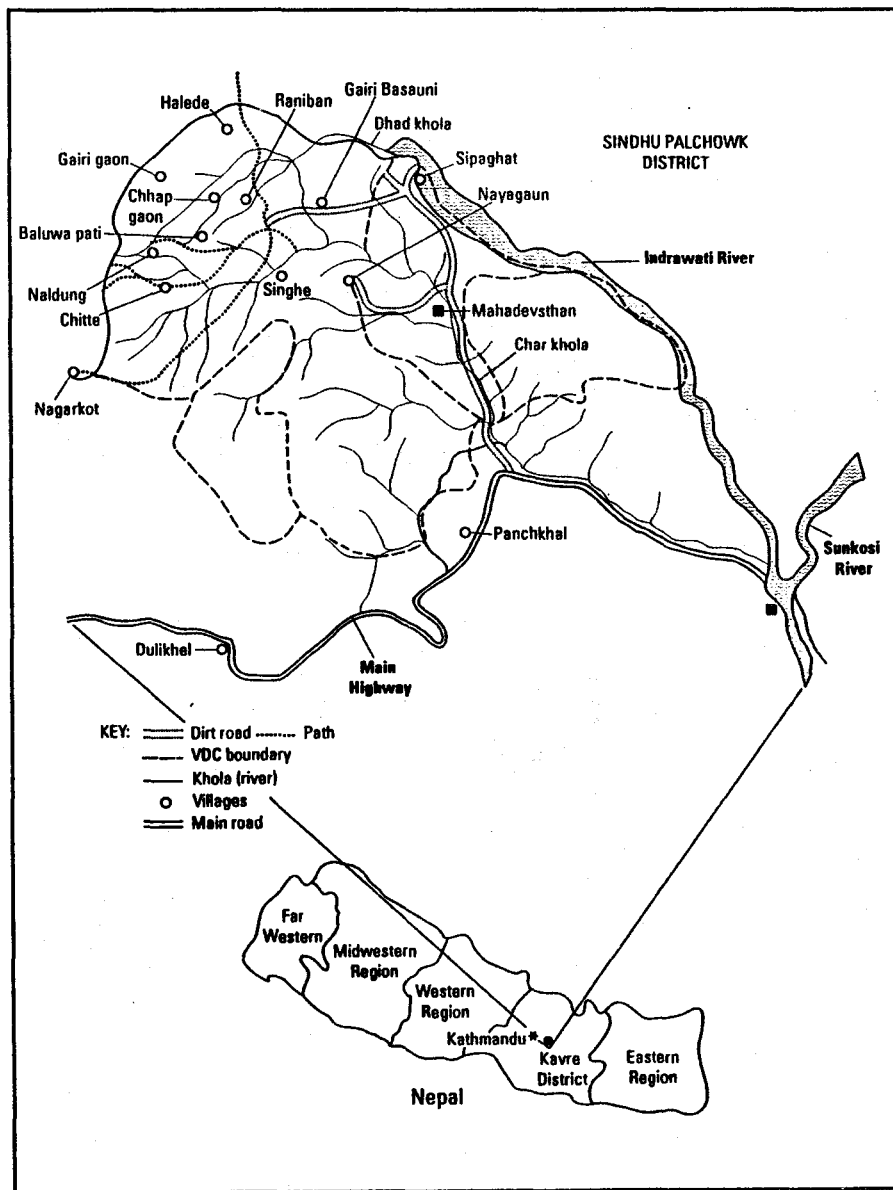 Halede
Raniban
Gairi Basauni
Dhad khola
SINDHU PALCHOWK
DISTRICT
Gairi gaon
Sipaghat
Chhap
gaon
Nayagaun
Baluwa pati
Indrawati River
Naldung
Singhe
Chitte
Mahadevsthan
Char khola
Nagarkot
Panchkhal
Sunkosi
River
Dulikhel
Main
Highway
KEY: Dirt road Path
VDC boundary
Khola (river)
Villages
Main road
Far
Western
Midwestern
Region
Western
Region
Kathmandu *
Kavre
District
Eastern
Region
Nepal